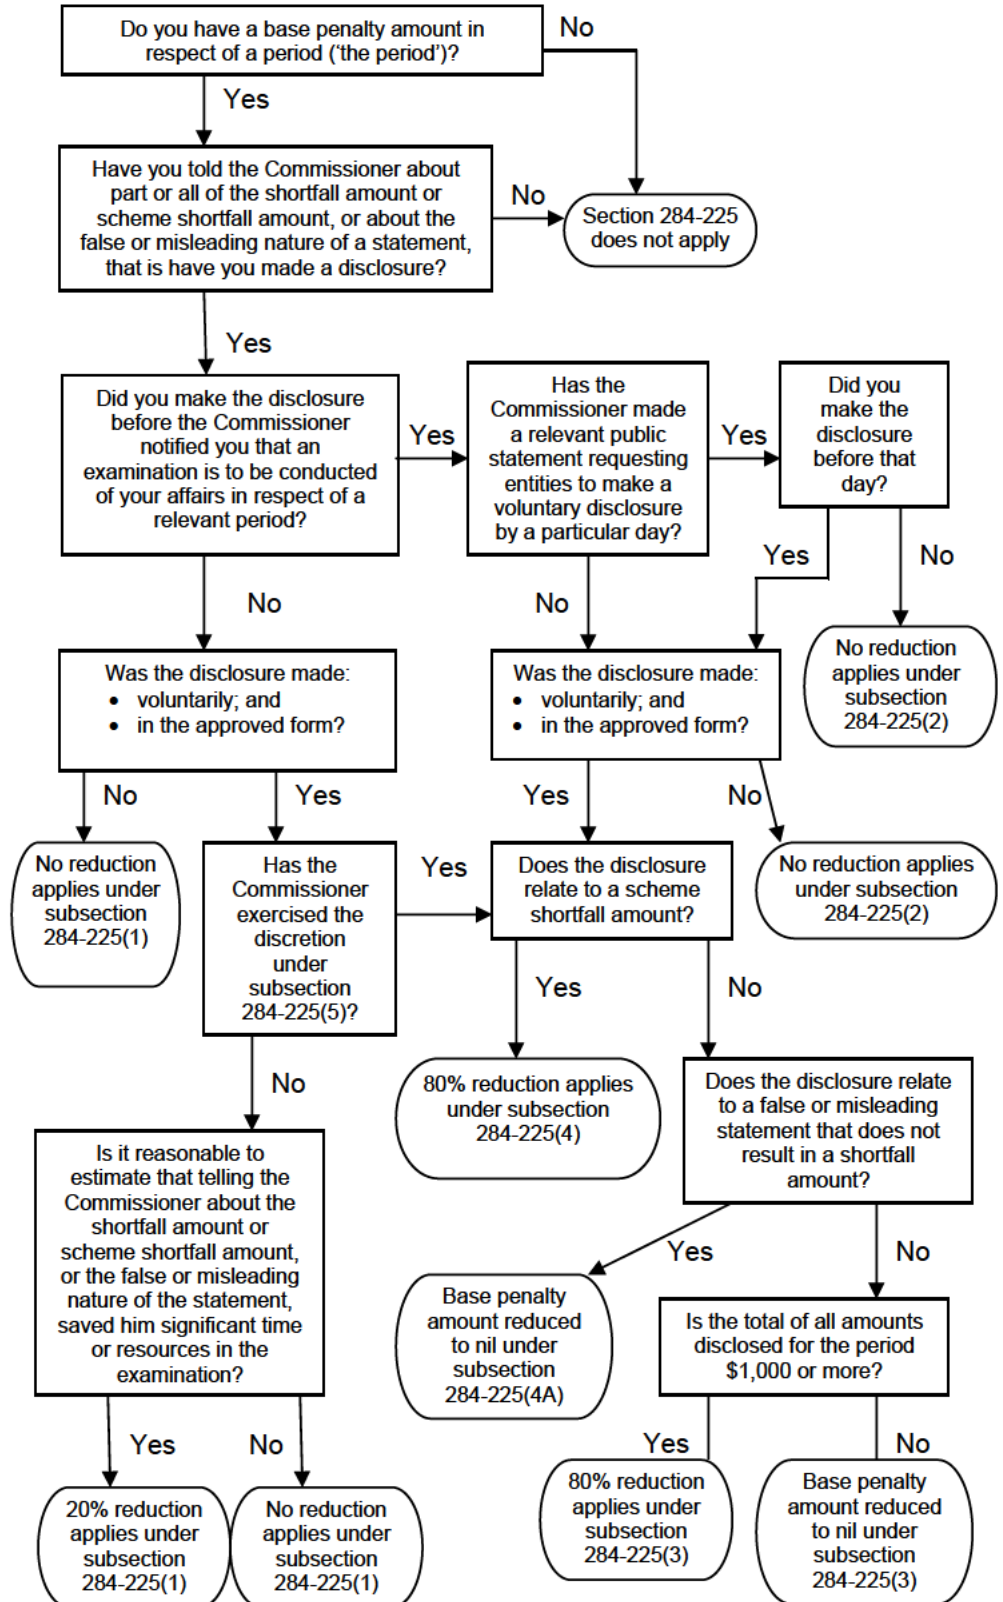 Do you have a base penalty amount in
respect of a period (‘the period’)?
No
Yes
Have you told the Commissioner about
part or all of the shortfall amount or
scheme shortfall amount, or about the
false or misleading nature of a statement,
that is have you made a disclosure?
No
Section 284-225
does not apply
Yes
Did you make the disclosure
before the Commissioner
notified you that an
examination is to be conducted
of your affairs in respect of a
relevant period?
Yes
Has the
Commissioner made
a relevant public
statement requesting
entities to make a
voluntary disclosure
by a particular day?
Yes
Did you
make the
disclosure
before that
day?
No
No
Yes
No
Was the disclosure made:
• voluntarily; and
• in the approved form?
Was the disclosure made:
• voluntarily; and
• in the approved form?
No reduction
applies under
subsection
284-225(2)
No
Yes
Yes
No
No reduction
applies under
subsection
284-225(1)
Has the
Commissioner
exercised the
discretion
under
subsection
284-225(5)?
Yes
Does the disclosure
relate to a scheme
shortfall amount?
No reduction applies
under subsection
284-225(2)
Yes
No
No
80% reduction applies
under subsection
284-225(4)
Does the disclosure relate
to a false or misleading
statement that does not
result in a shortfall
amount?
Is it reasonable to
estimate that telling the
Commissioner about the
shortfall amount or
scheme shortfall amount,
or the false or misleading
nature of the statement,
saved him significant time
or resources in the
examination?
Yes
No
Base penalty
amount reduced
to nil under
subsection
284-225(4A)
Is the total of all amounts
disclosed for the period
$1,000 or more?
Yes
No
Yes
No
20% reduction
applies under
subsection
284-225(1)
No reduction
applies under
subsection
284-225(1)
80% reduction
applies under
subsection
284-225(3)
Base penalty
amount reduced
to nil under
subsection
284-225(3)